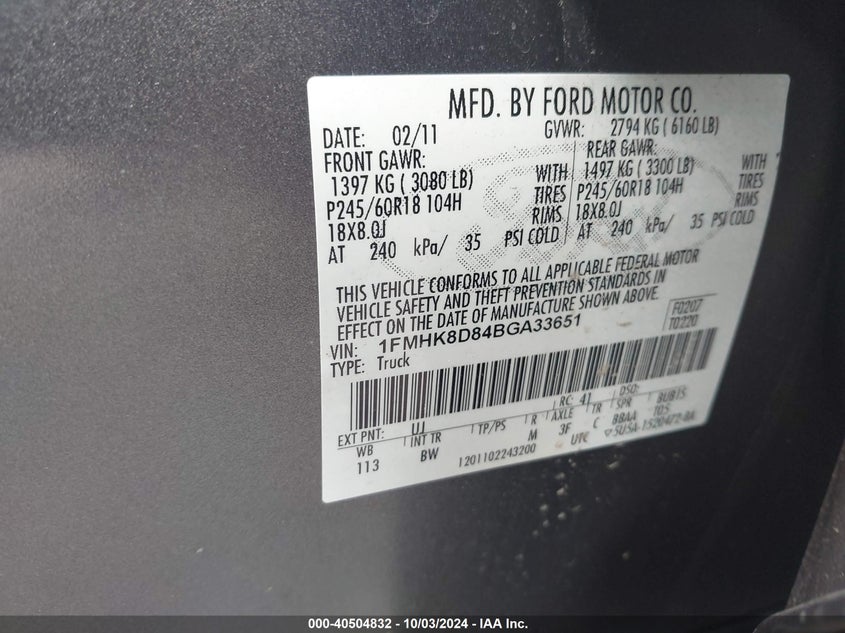 MFD. BY FORD MOTOR CO.
DATE: 02/11 GVWR: 2794 KG ( 6160 LB)
FRONT GAWR: REAR GAWR:
1397 KG ( 3080 LB) WITH 1497 KG ( 3300 LB) WITH
P245/60R18 104H TIRES P245/60R18 104H TIRES
18X8.0J RIMS 18X8.0J RIMS
AT 240 kPa/ 35 PSI COLD AT 240 kPa/ 35 PSI COLD
THIS VEHICLE CONFORMS TO ALL APPLICABLE FEDERAL MOTOR
VEHICLE SAFETY AND THEFT PREVENTION STANDARDS IN
EFFECT ON THE DATE OF MANUFACTURE SHOWN ABOVE.
F0207
VIN: 1FMHK8D84BGA33651 T0220
TYPE: Truck
RC: 41 DSO:
EXT PNT: UJ
WB INT TR TP/PS R AXLE TR SPR BUB15
113 BW M 3F C BBAA 105
1201102243200 UTC ▽5U5A-1520472-BA
000-40504832 - 10/03/2024 - IAA Inc.